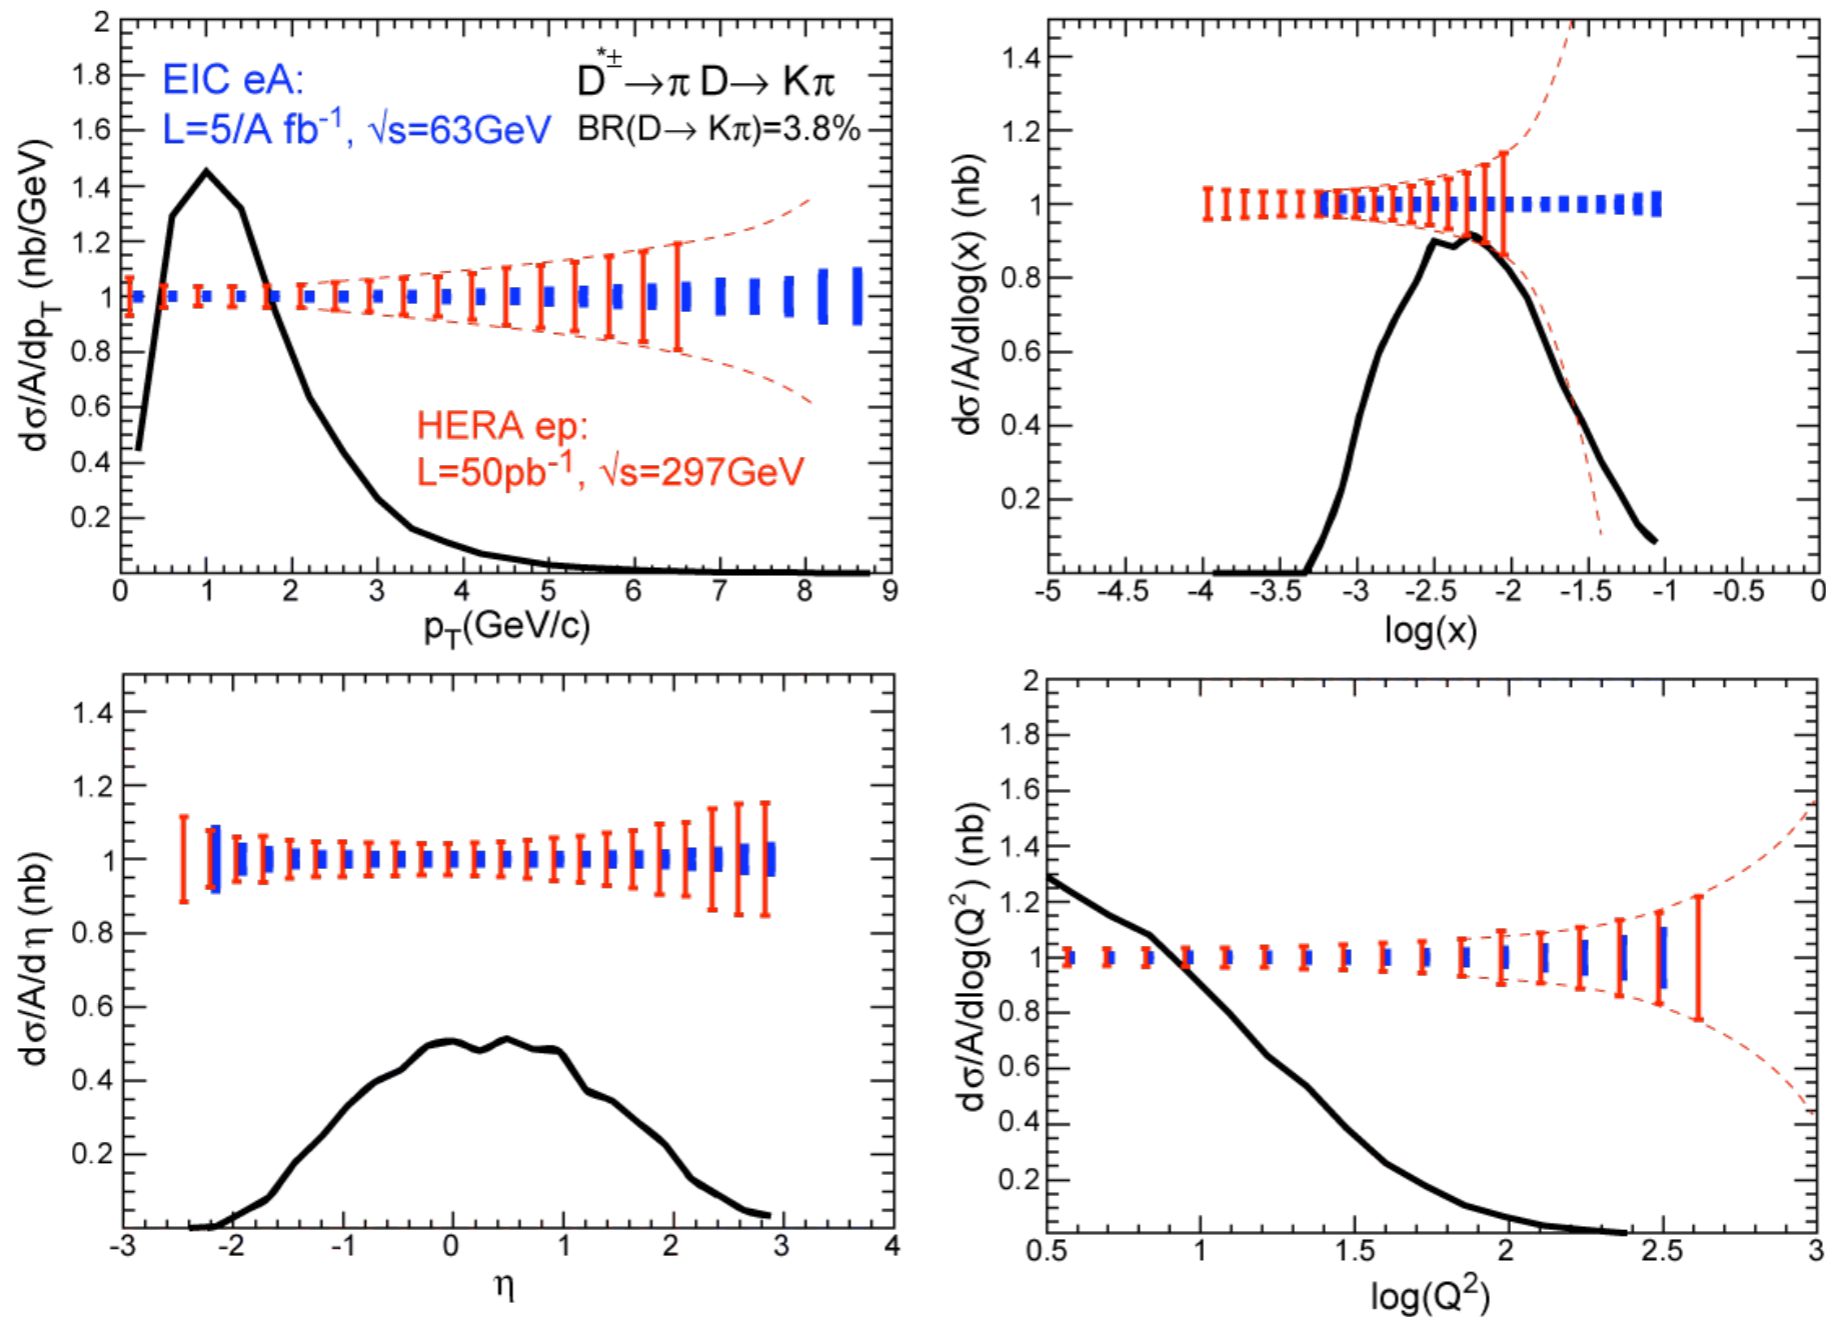 2
1.8
1.6
1.4
1.2
1
0.8
0.6
0.4
0.2
0 1 2 3 4 5 6 7 8 9
dσ/A/dp_T (nb/GeV)
p_T(GeV/c)
EIC eA:
L=5/A fb⁻¹, √s=63GeV
D*±→π D→ Kπ
BR(D→ Kπ)=3.8%
HERA ep:
L=50pb⁻¹, √s=297GeV
1.4
1.2
1
0.8
0.6
0.4
0.2
-5 -4.5 -4 -3.5 -3 -2.5 -2 -1.5 -1 -0.5 0
dσ/A/dlog(x) (nb)
log(x)
1.4
1.2
1
0.8
0.6
0.4
0.2
-3 -2 -1 0 1 2 3 4
dσ/A/dη (nb)
η
2
1.8
1.6
1.4
1.2
1
0.8
0.6
0.4
0.2
0.5 1 1.5 2 2.5 3
dσ/A/dlog(Q²) (nb)
log(Q²)